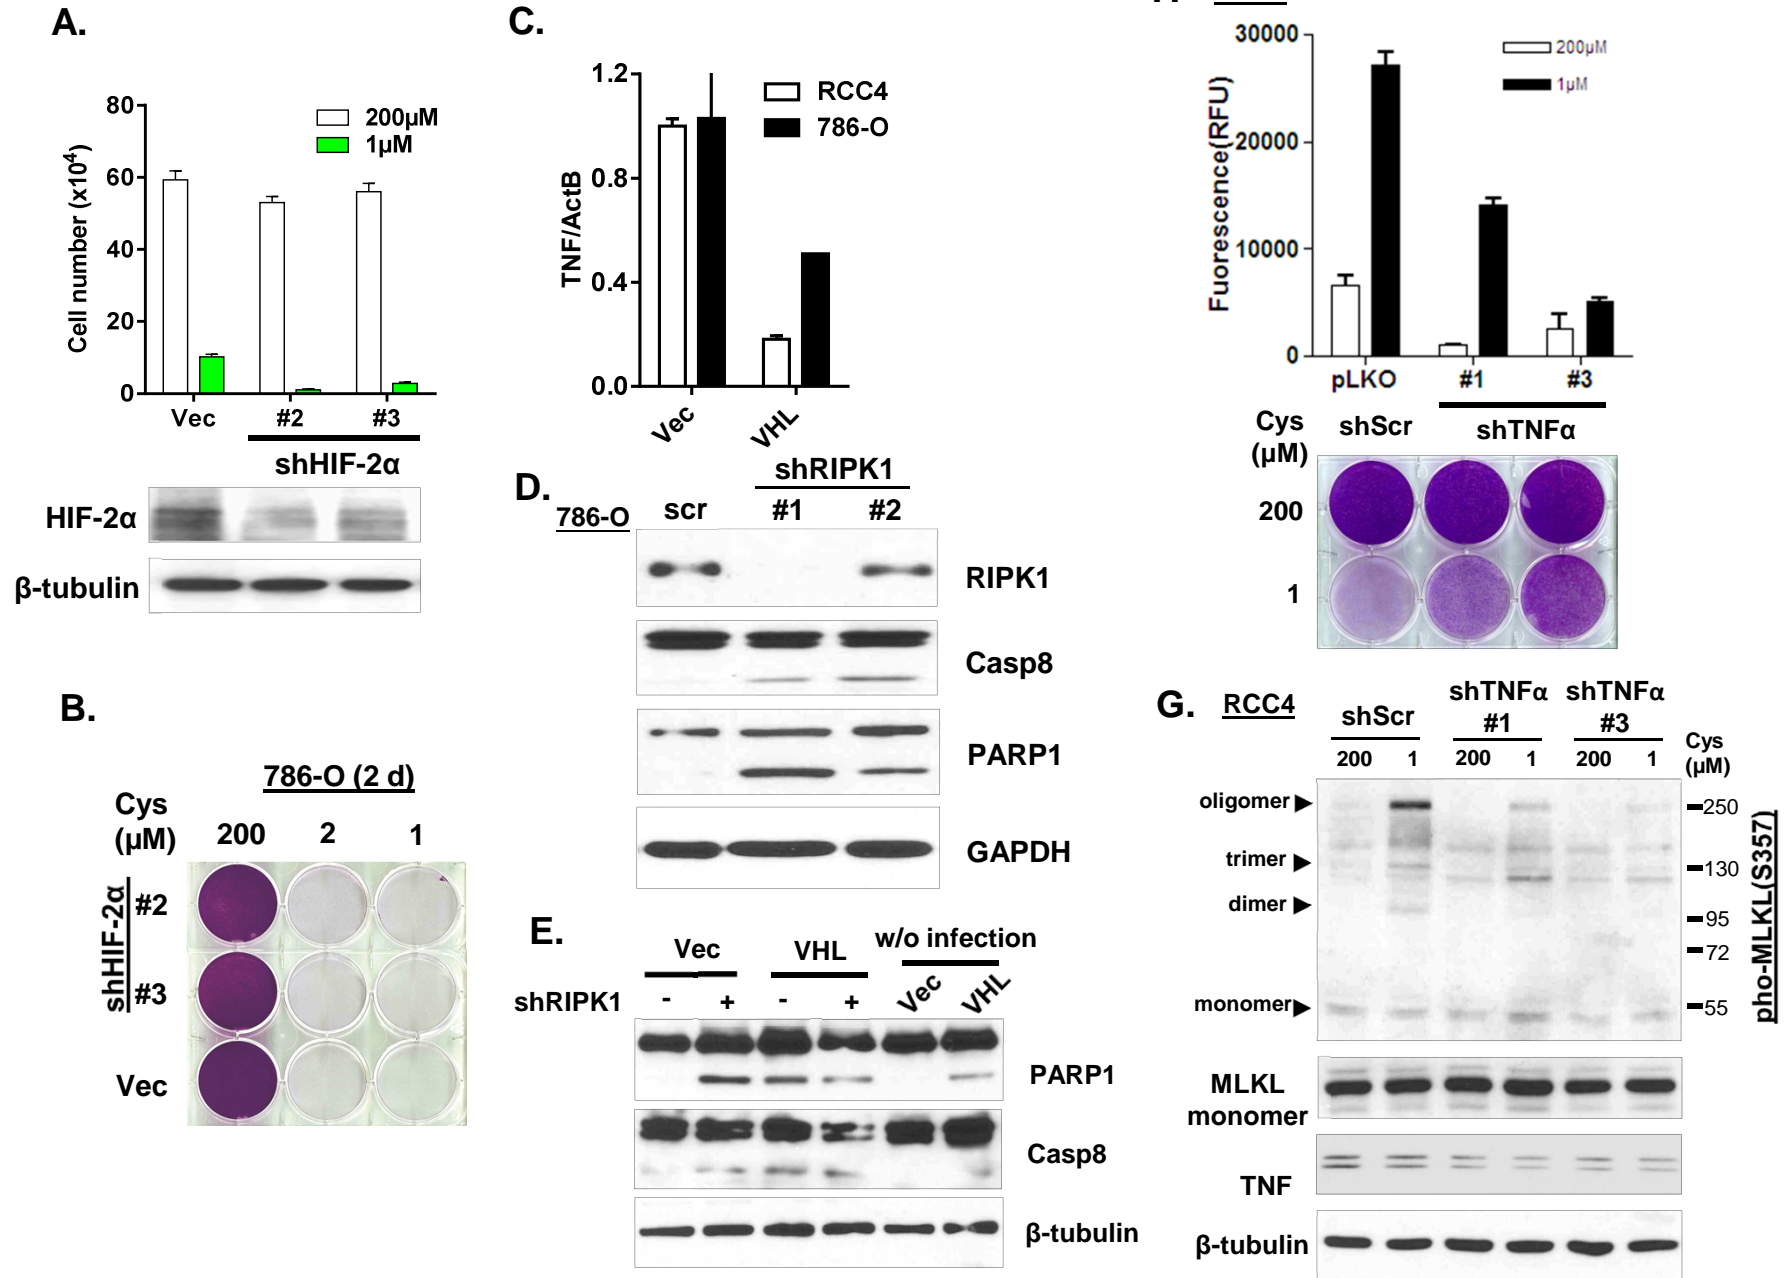 A.
80
60
40
20
0
Cell number (x10⁴)
200µM
1µM
Vec
#2
#3
shHIF-2α
HIF-2α
β-tubulin
B.
786-O (2 d)
Cys
(µM)
200
2
1
shHIF-2α
#2
#3
Vec
C.
1.2
0.8
0.4
0.0
TNF/ActB
RCC4
786-O
Vec
VHL
D.
786-O
shRIPK1
scr
#1
#2
RIPK1
Casp8
PARP1
GAPDH
E.
Vec
VHL
w/o infection
shRIPK1
-
+
-
+
Vec
VHL
PARP1
Casp8
β-tubulin
30000
20000
10000
0
Fuorescence(RFU)
200µM
1µM
pLKO
#1
#3
Cys
(µM)
shScr
shTNFα
200
1
G.
RCC4
shScr
shTNFα
#1
shTNFα
#3
Cys
(µM)
200
1
200
1
200
1
oligomer
trimer
dimer
monomer
250
130
95
72
55
pho-MLKL(S357)
MLKL
monomer
TNF
β-tubulin